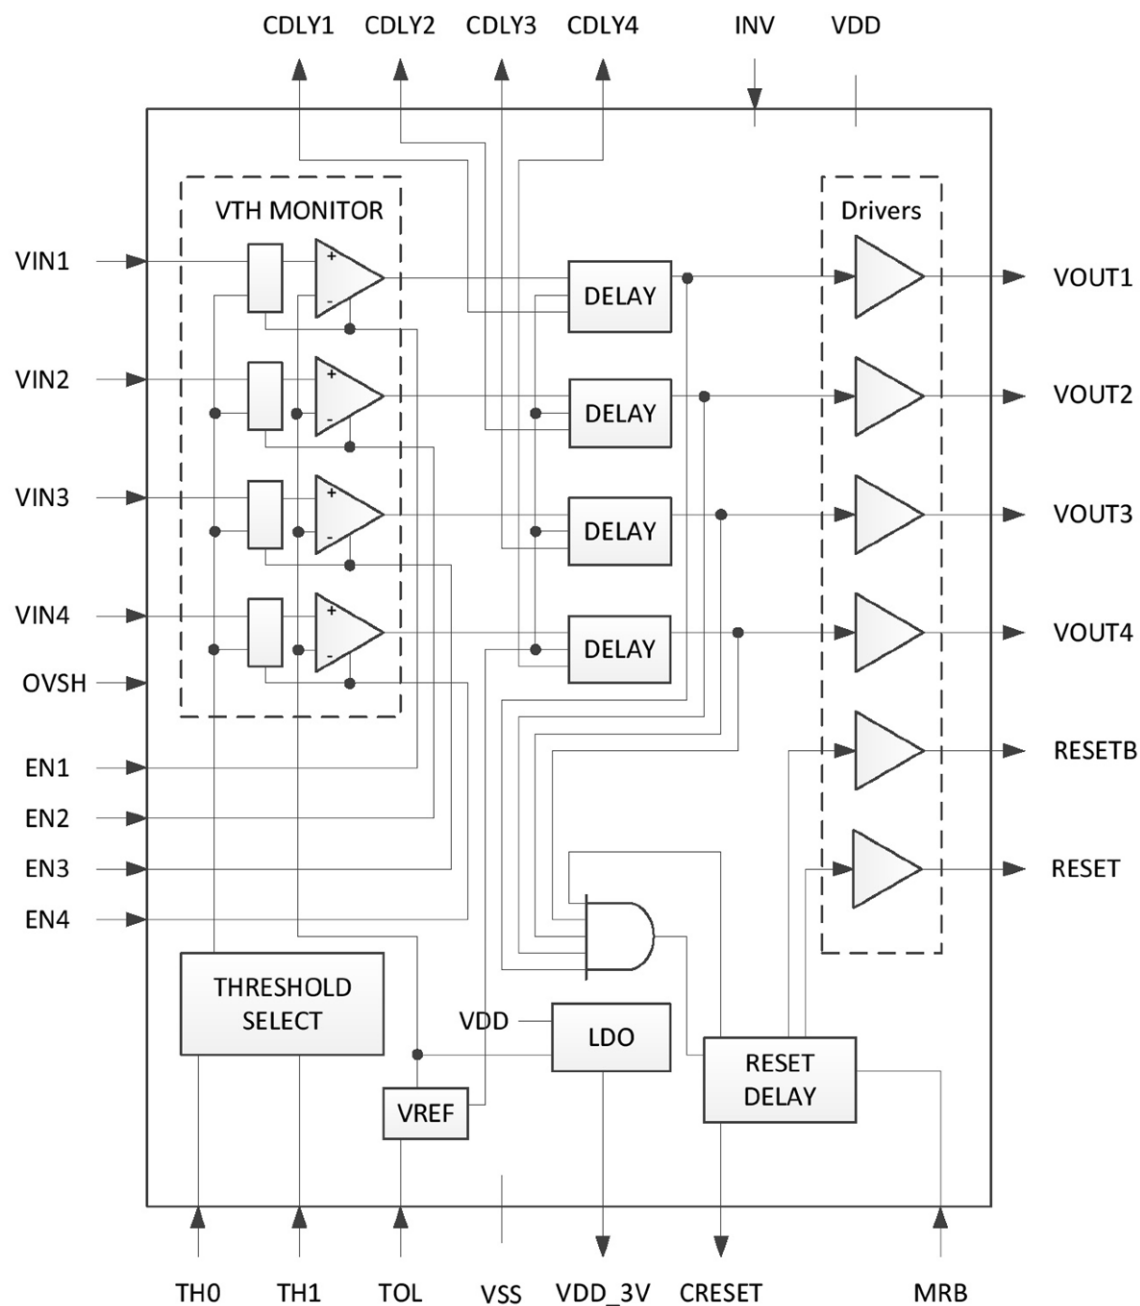 CDLY1 CDLY2 CDLY3 CDLY4 INV VDD
VTH MONITOR
Drivers
VIN1
+
-
DELAY
VOUT1
VIN2
+
-
DELAY
VOUT2
VIN3
+
-
DELAY
VOUT3
VIN4
+
-
DELAY
VOUT4
OVSH
EN1
RESETB
EN2
EN3
RESET
EN4
THRESHOLD
SELECT
VDD
LDO
RESET
DELAY
VREF
TH0 TH1 TOL VSS VDD_3V CRESET MRB